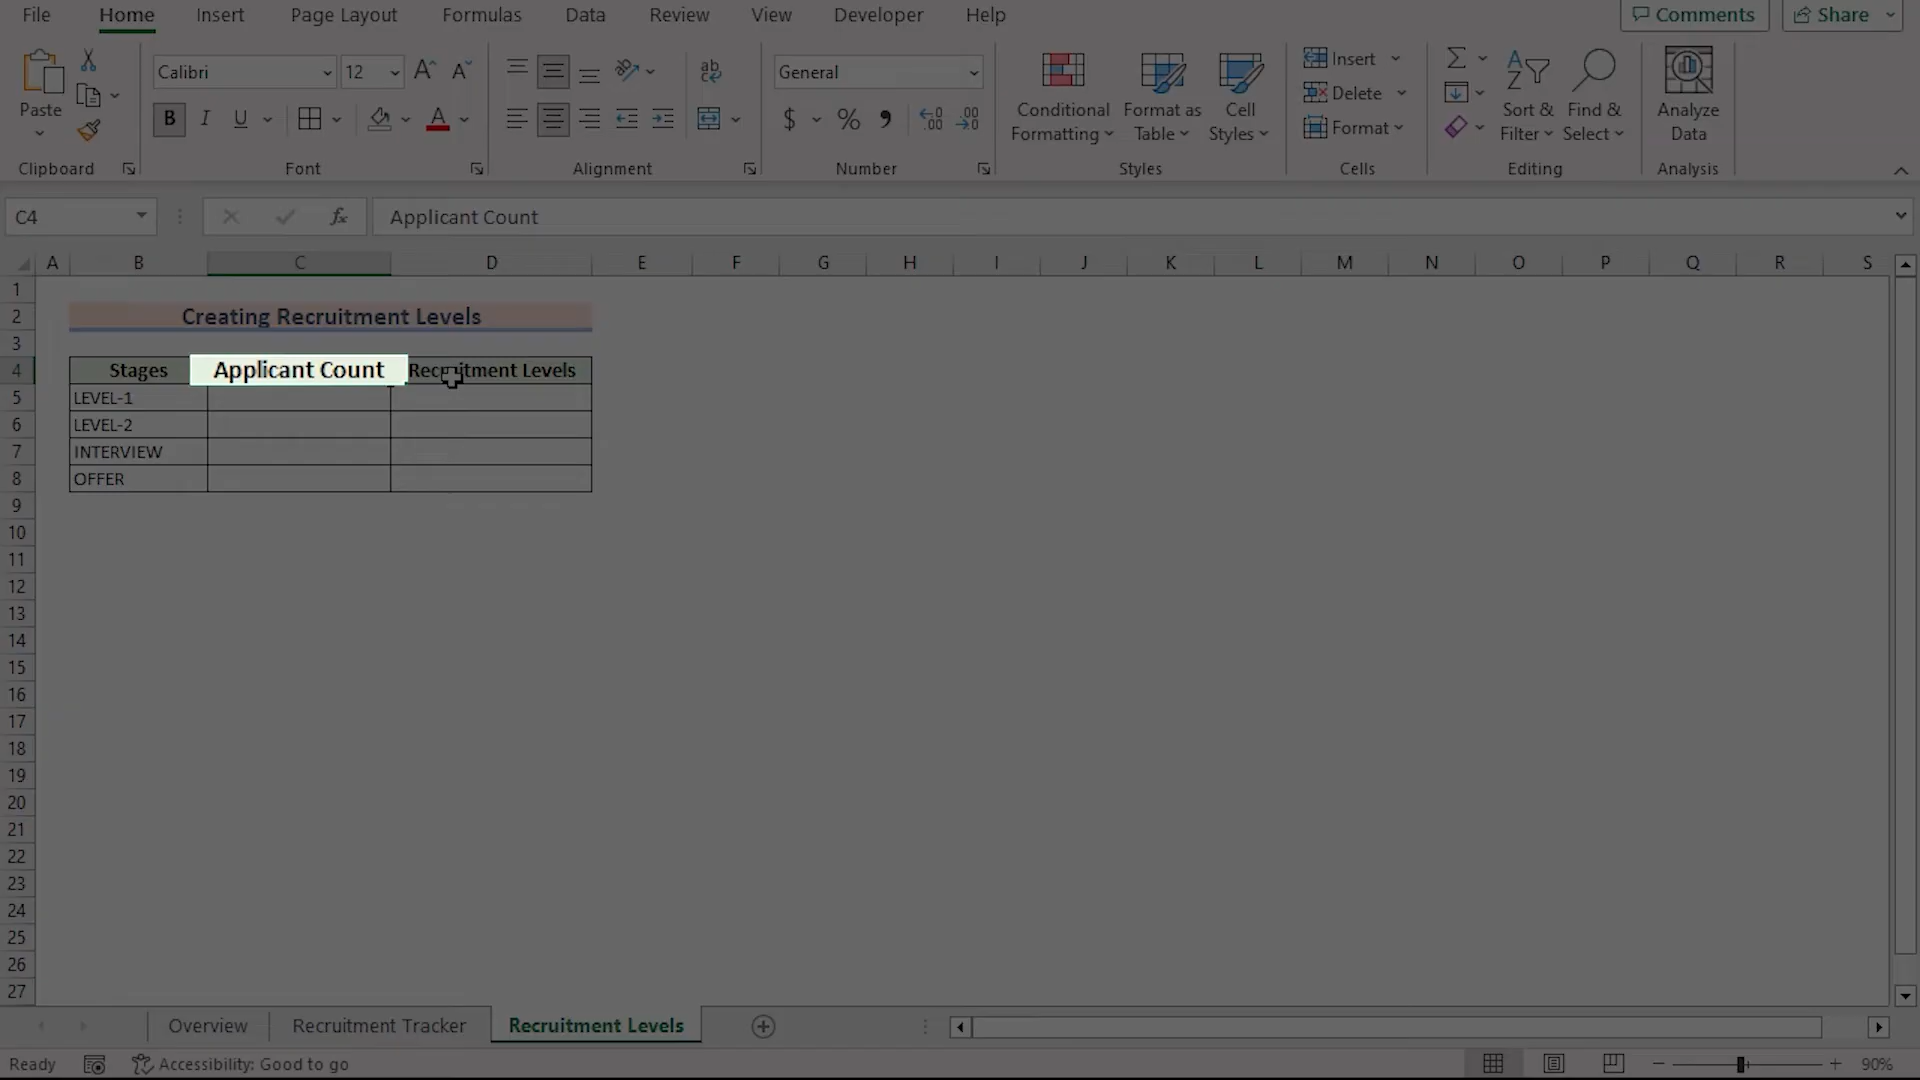 File Home Insert Page Layout Formulas Data Review View Developer Help Comments Share
Paste
Clipboard
Calibri 12
B I U A
Font
ab
Alignment
General
$ % 9
Number
Conditional Formatting
Format as Table
Cell Styles
Styles
Insert
Delete
Format
Cells
Sort & Filter
Find & Select
Editing
Analyze Data
Analysis
C4 fx Applicant Count
A B C D E F G H I J K L M N O P Q R S
1
2 Creating Recruitment Levels
3
4 Stages Applicant Count Recruitment Levels
5 LEVEL-1
6 LEVEL-2
7 INTERVIEW
8 OFFER
9
10
11
12
13
14
15
16
17
18
19
20
21
22
23
24
25
26
27
Overview Recruitment Tracker Recruitment Levels
Ready Accessibility: Good to go 90%